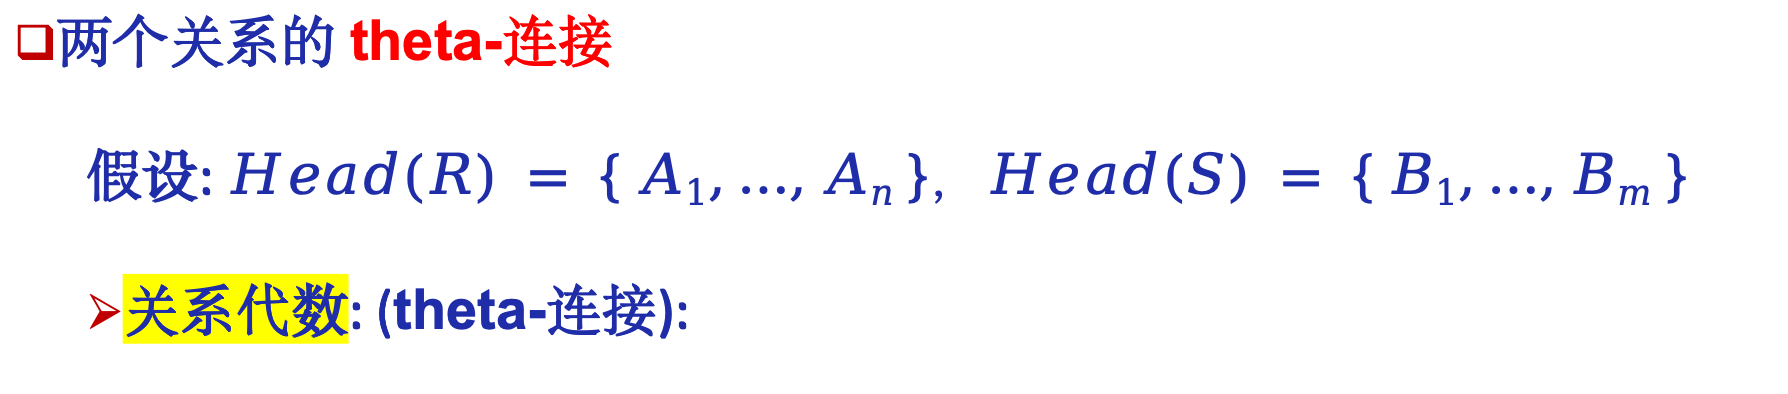 ❑两个关系的 theta-连接
假设: Head(R) = { A₁, …, Aₙ }, Head(S) = { B₁, …, Bₘ }
➢关系代数: (theta-连接):